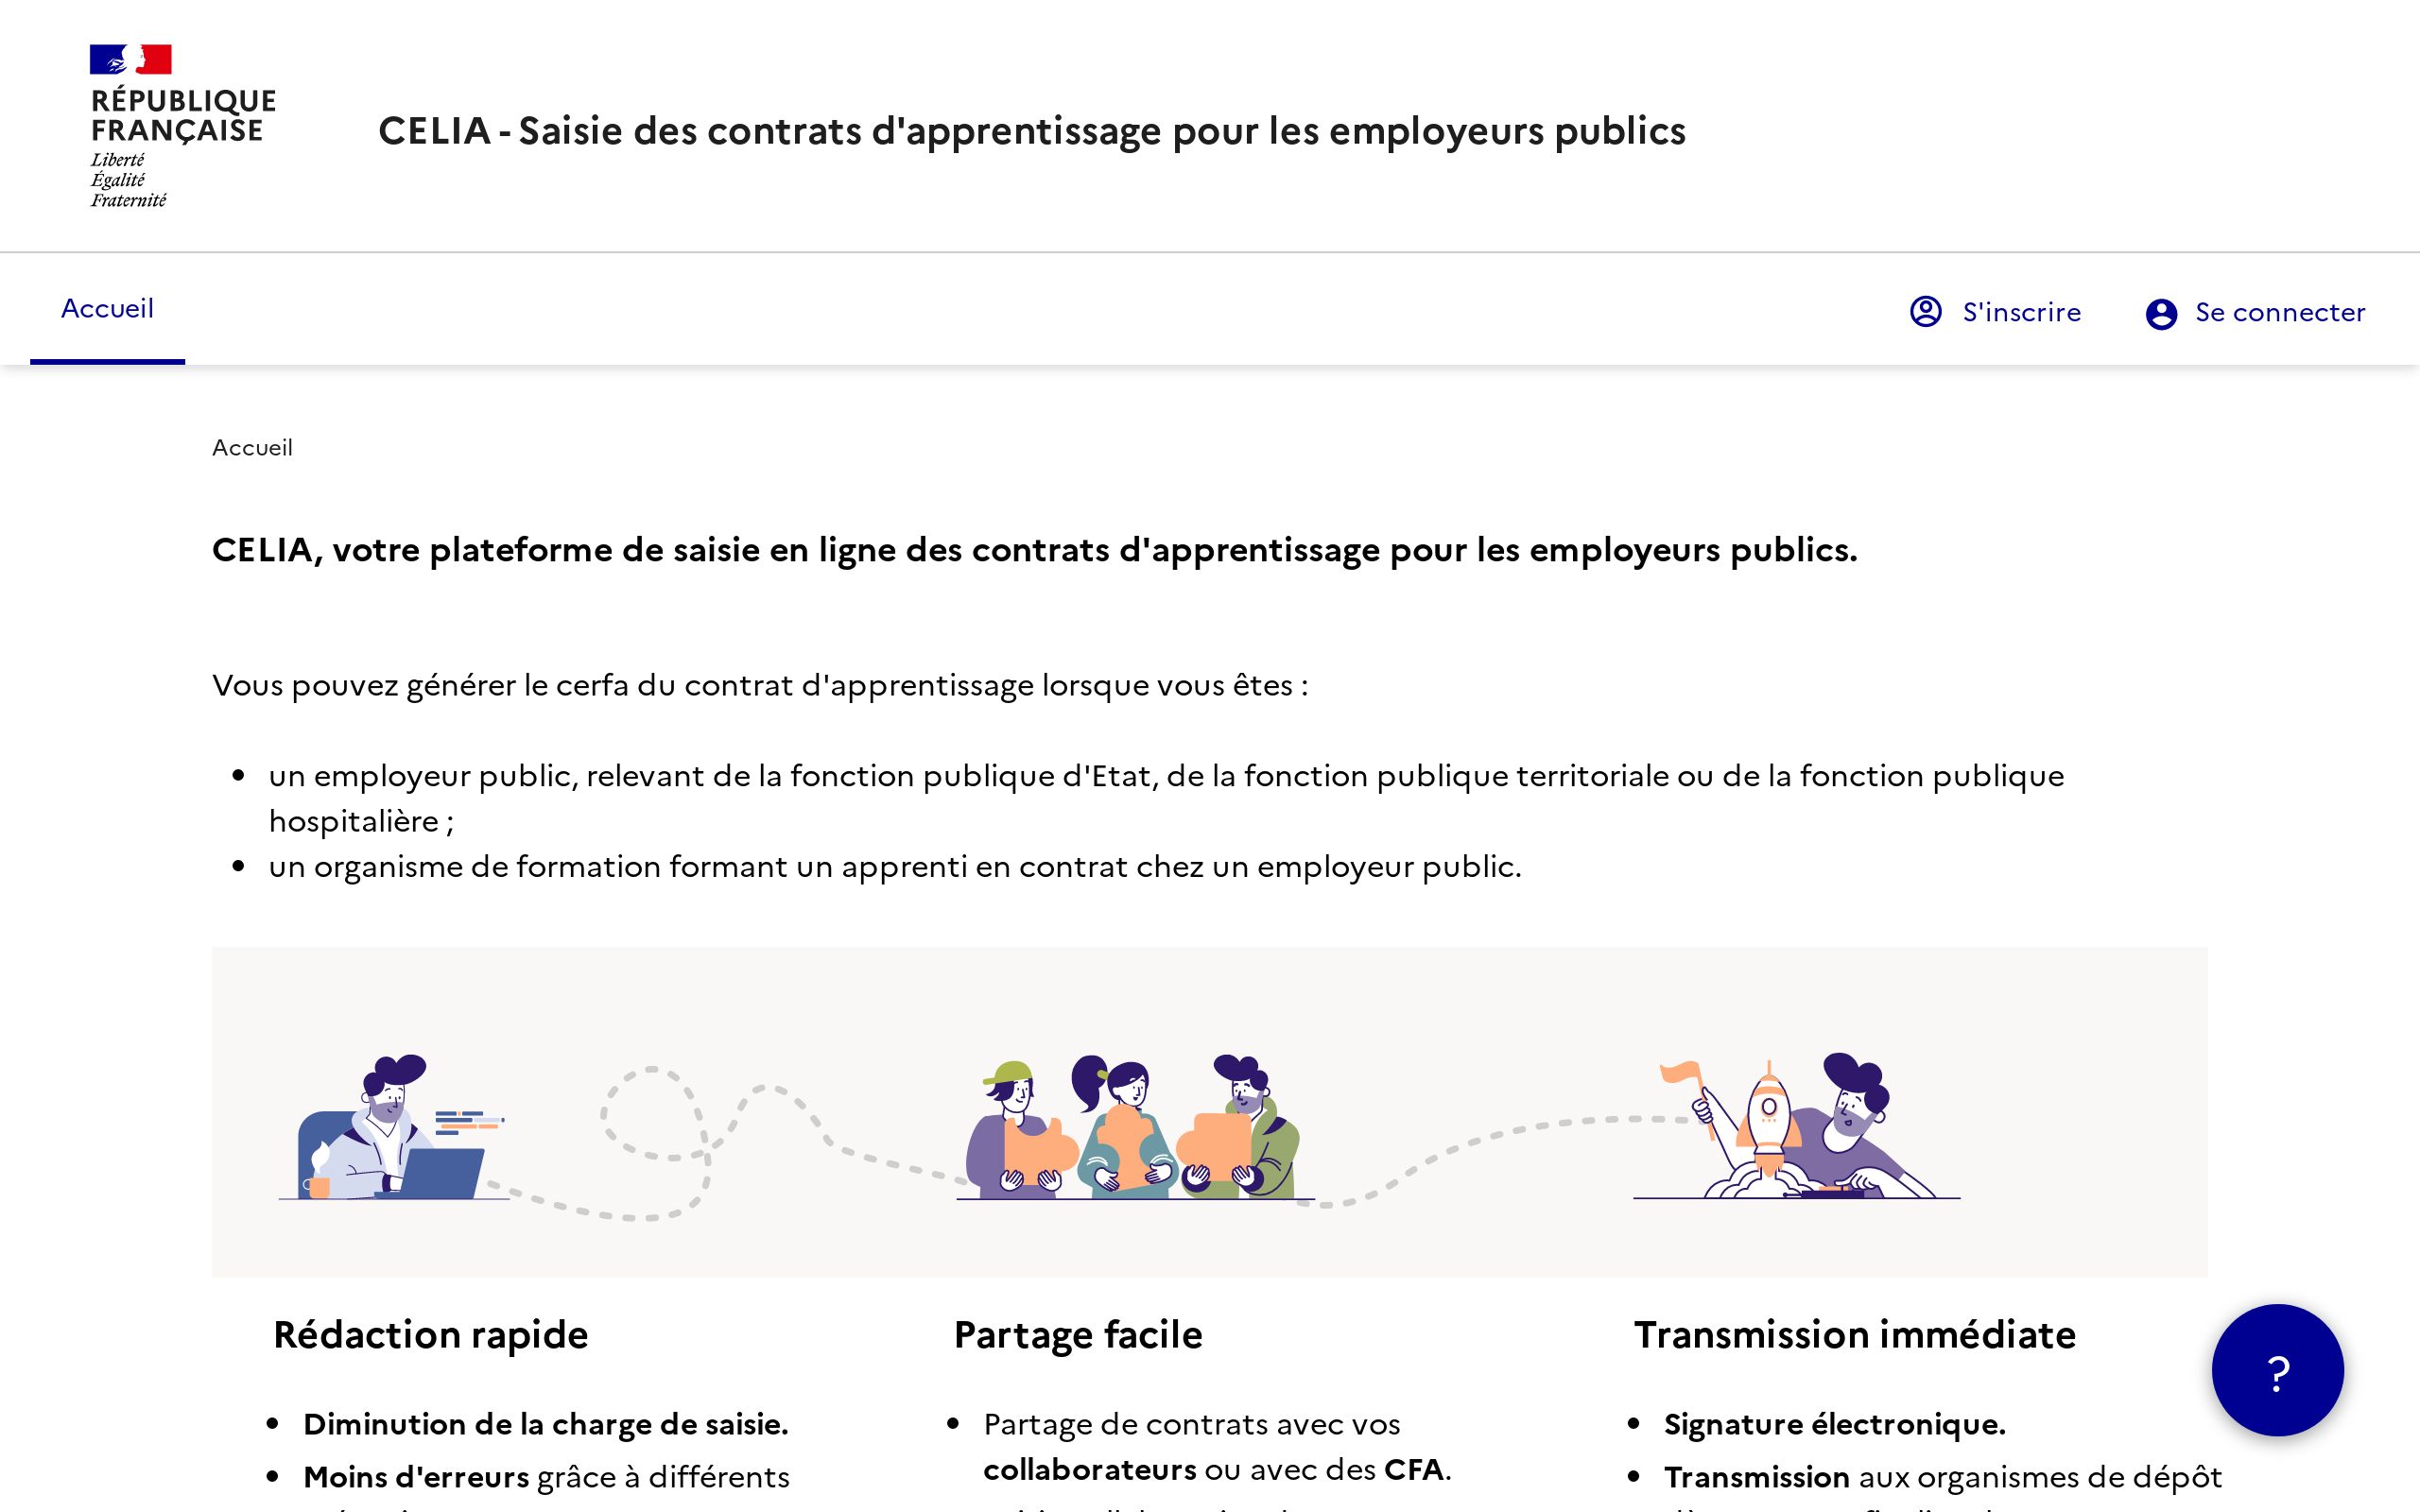 RÉPUBLIQUE
FRANÇAISE
Liberté
Égalité
Fraternité
CELIA - Saisie des contrats d'apprentissage pour les employeurs publics
Accueil
S'inscrire
Se connecter
Accueil
CELIA, votre plateforme de saisie en ligne des contrats d'apprentissage pour les employeurs publics.
Vous pouvez générer le cerfa du contrat d'apprentissage lorsque vous êtes :
un employeur public, relevant de la fonction publique d'Etat, de la fonction publique territoriale ou de la fonction publique
hospitalière ;
un organisme de formation formant un apprenti en contrat chez un employeur public.
Rédaction rapide
Diminution de la charge de saisie.
Moins d'erreurs grâce à différents
Partage facile
Partage de contrats avec vos
collaborateurs ou avec des CFA.
Transmission immédiate
Signature électronique.
Transmission aux organismes de dépôt
?